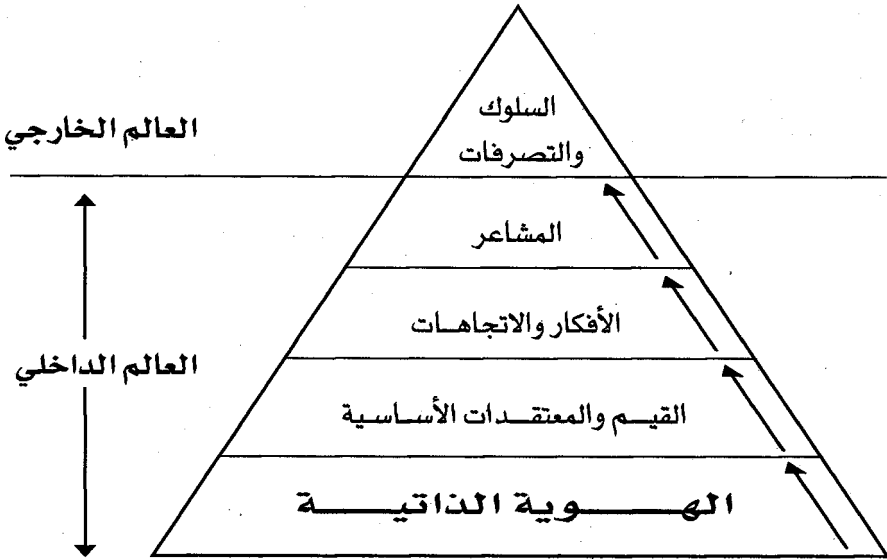 السلوك
والتصرفات
العالم الخارجي
المشاعر
الأفكار والاتجاهات
العالم الداخلي
القيم والمعتقدات الأساسية
الهوية الذاتية